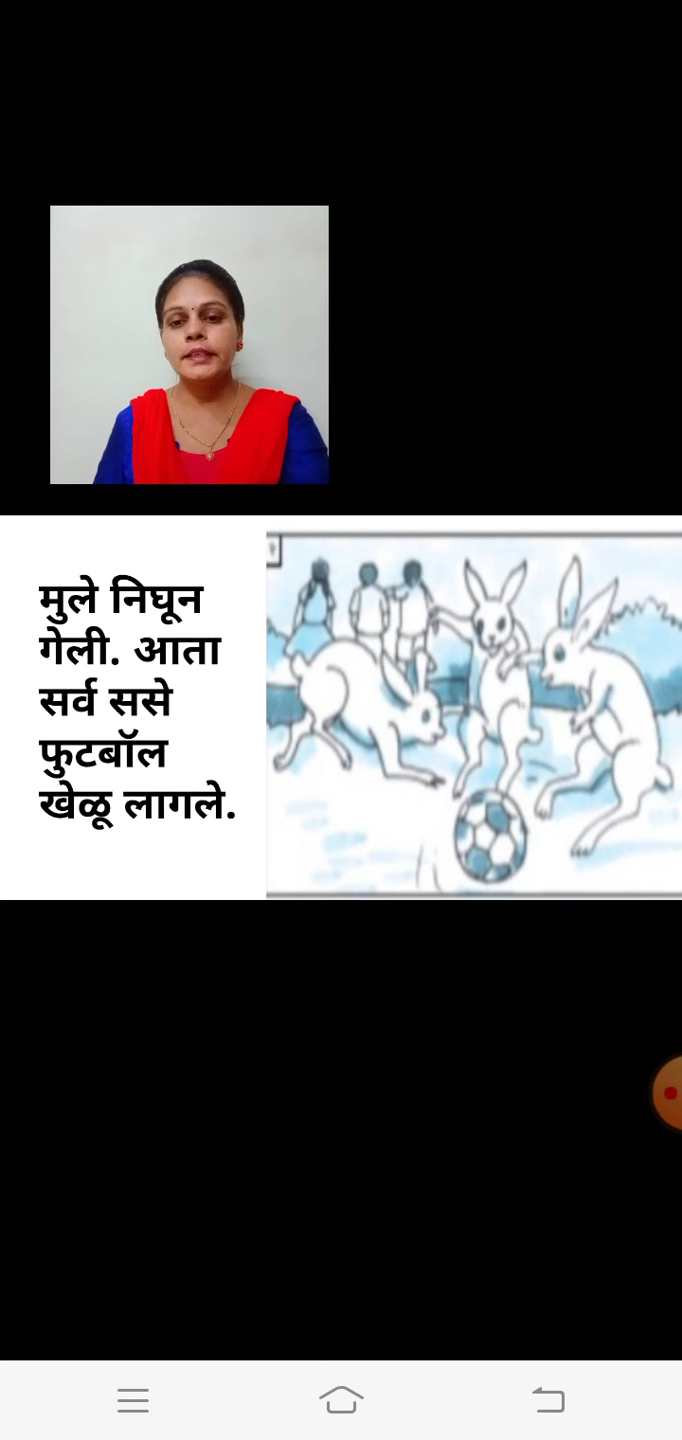 मुले निघून
गेली. आता
सर्व ससे
फुटबॉल
खेळू लागले.